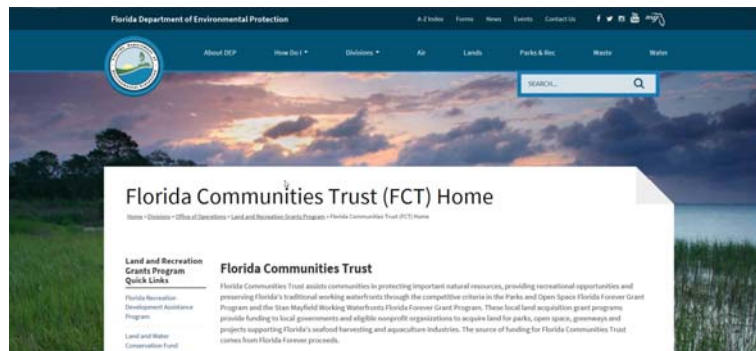 Florida Department of Environmental Protection
A-Z Index Forms News Events Contact Us
About DEP How Do I Divisions Air Lands Parks & Rec Waste Water
SEARCH...
Florida Communities Trust (FCT) Home
Home » Divisions » Office of Operations » Land and Recreation Grants Program » Florida Communities Trust (FCT) Home
Land and Recreation
Grants Program
Quick Links
Florida Recreation
Development Assistance
Program
Land and Water
Conservation Fund
Florida Communities Trust
Florida Communities Trust assists communities in protecting important natural resources, providing recreational opportunities and
preserving Florida's traditional working waterfronts through the competitive criteria in the Parks and Open Space Florida Forever Grant
Program and the Stan Mayfield Working Waterfronts Florida Forever Grant Program. These local land acquisition grant programs
provide funding to local governments and eligible nonprofit organizations to acquire land for parks, open space, greenways and
projects supporting Florida's seafood harvesting and aquaculture industries. The source of funding for Florida Communities Trust
comes from Florida Forever proceeds.